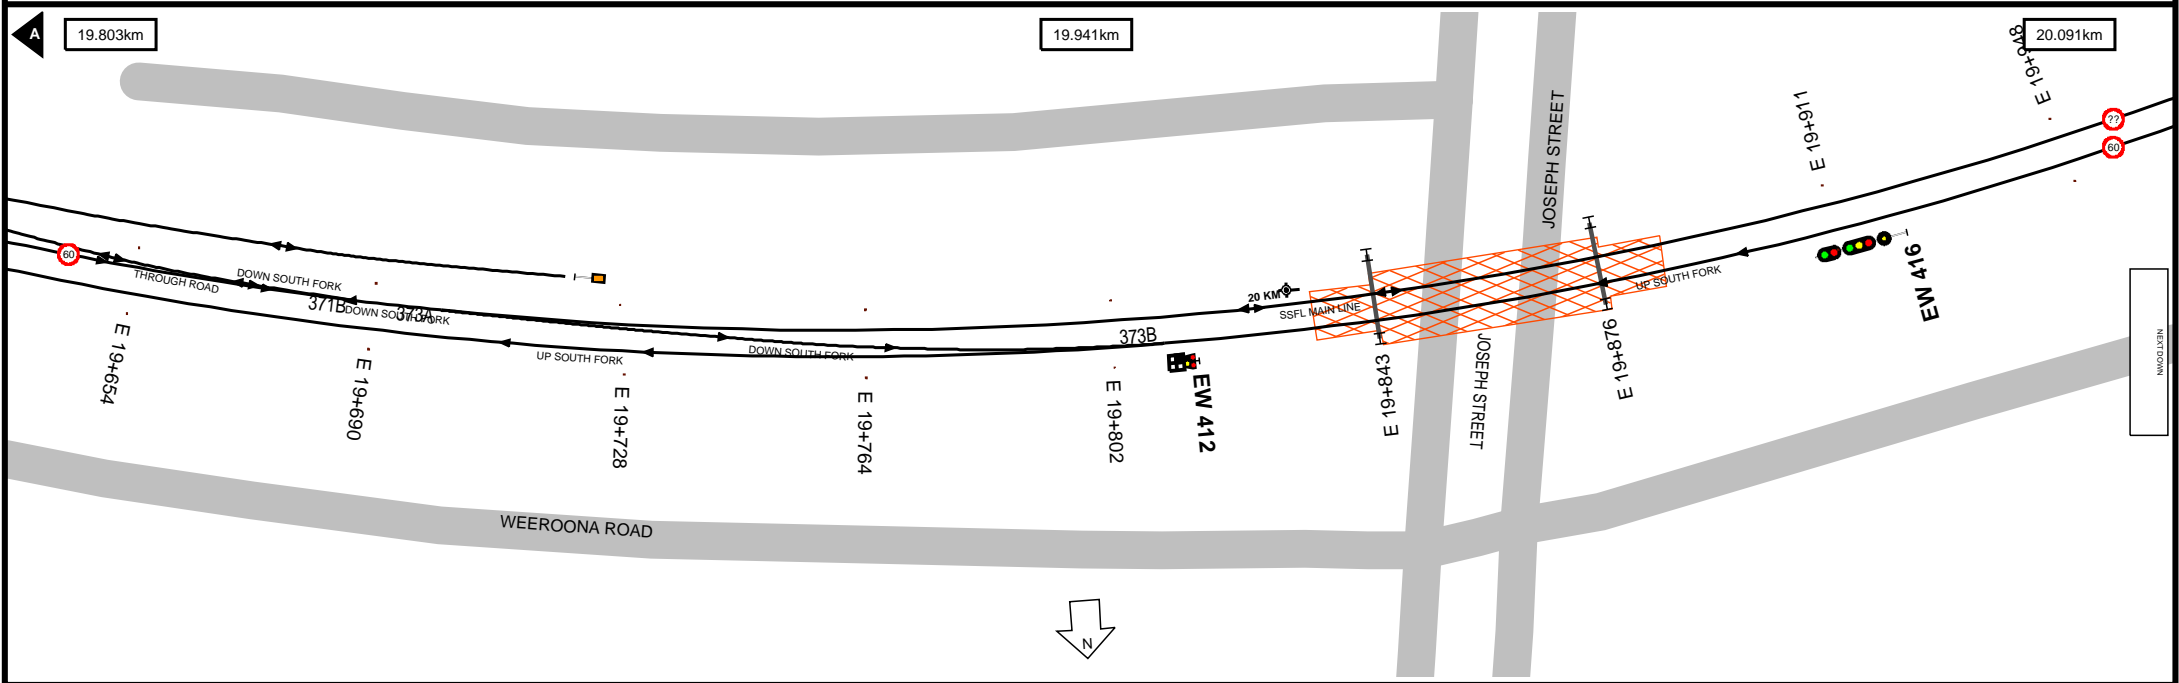 A
19.803km
19.941km
20.091km
E 19+948
E 19+911
JOSEPH STREET
??
60
60
THROUGH ROAD
DOWN SOUTH FORK
371B
DOWN SOUTH FORK
373A
UP SOUTH FORK
DOWN SOUTH FORK
373B
20 KM
SSFL MAIN LINE
UP SOUTH FORK
EW 416
EW 412
E 19+654
E 19+690
E 19+728
E 19+764
E 19+802
E 19+843
JOSEPH STREET
E 19+876
NEXT DOWN
WEEROONA ROAD
N